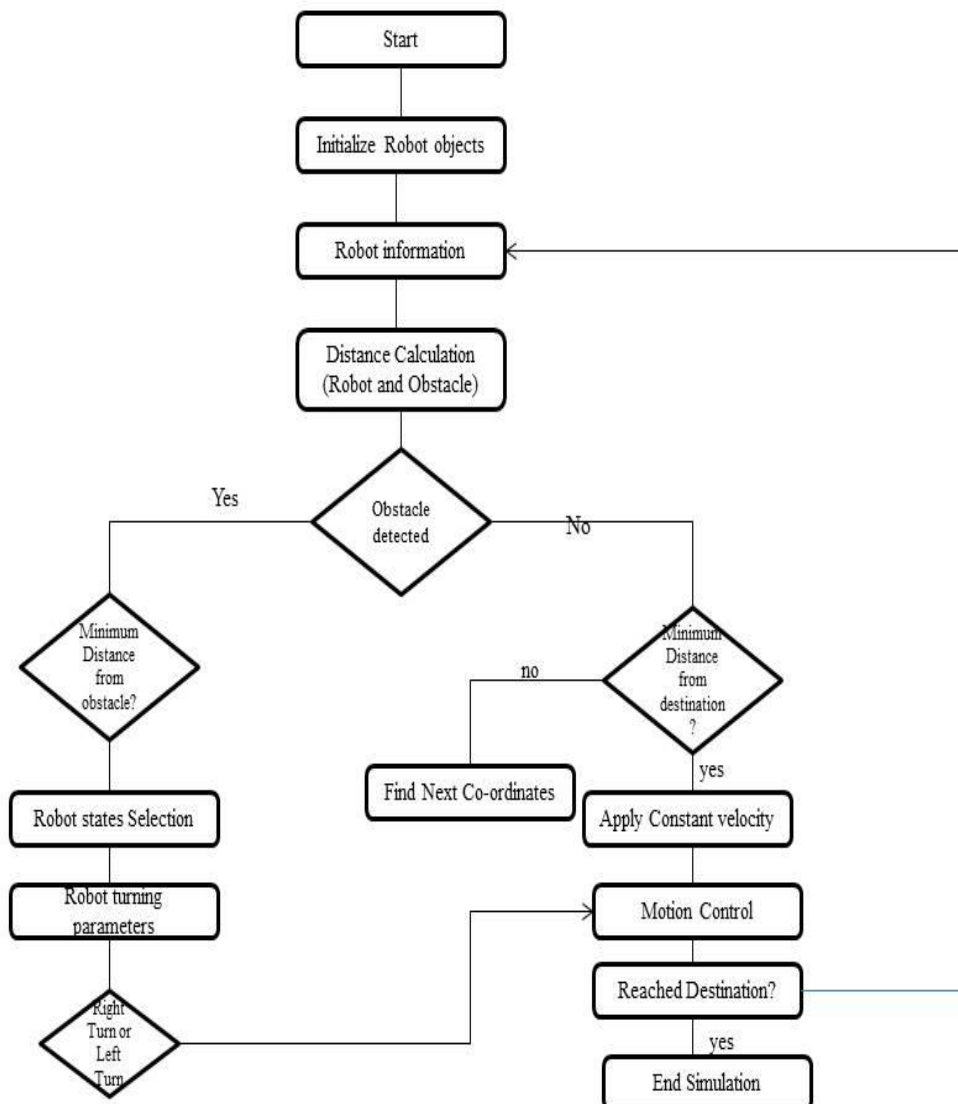 Start
Initialize Robot objects
Robot information
Distance Calculation
(Robot and Obstacle)
Yes
Obstacle
detected
No
Minimum
Distance
from
obstacle?
Minimum
Distance
from
destination
?
no
yes
Robot states Selection
Find Next Co-ordinates
Apply Constant velocity
Robot turning
parameters
Motion Control
Right
Turn or
Left
Turn
Reached Destination?
yes
End Simulation